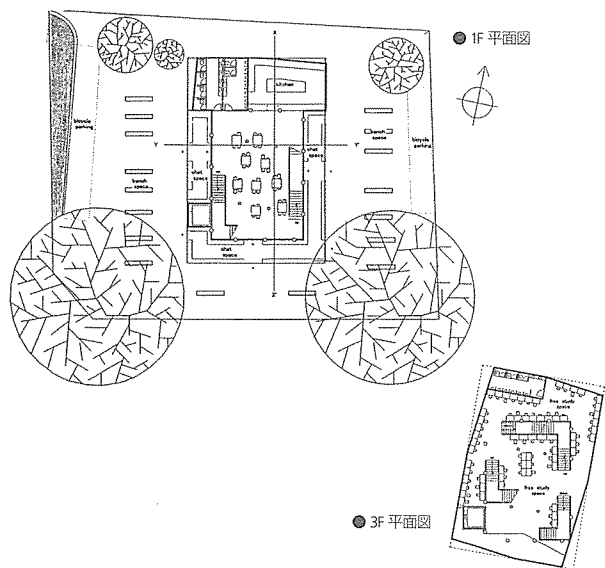 1F 平面図
kitchen
bicycle parking
bench space
chat space
Y
Y
chat space
bench space
bicycle parking
chat space
X
X
free study space
free study space
3F 平面図